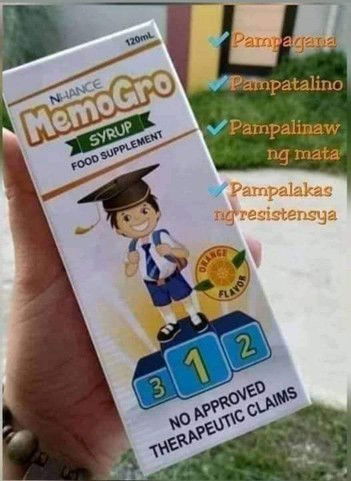 120mL
NHANCE
MemoGro
SYRUP
FOOD SUPPLEMENT
ORANGE
FLAVOR
3 1 2
NO APPROVED
THERAPEUTIC CLAIMS
Pampagana
Pampatalino
Pampalinaw
ng mata
Pampalakas
ng resistensya